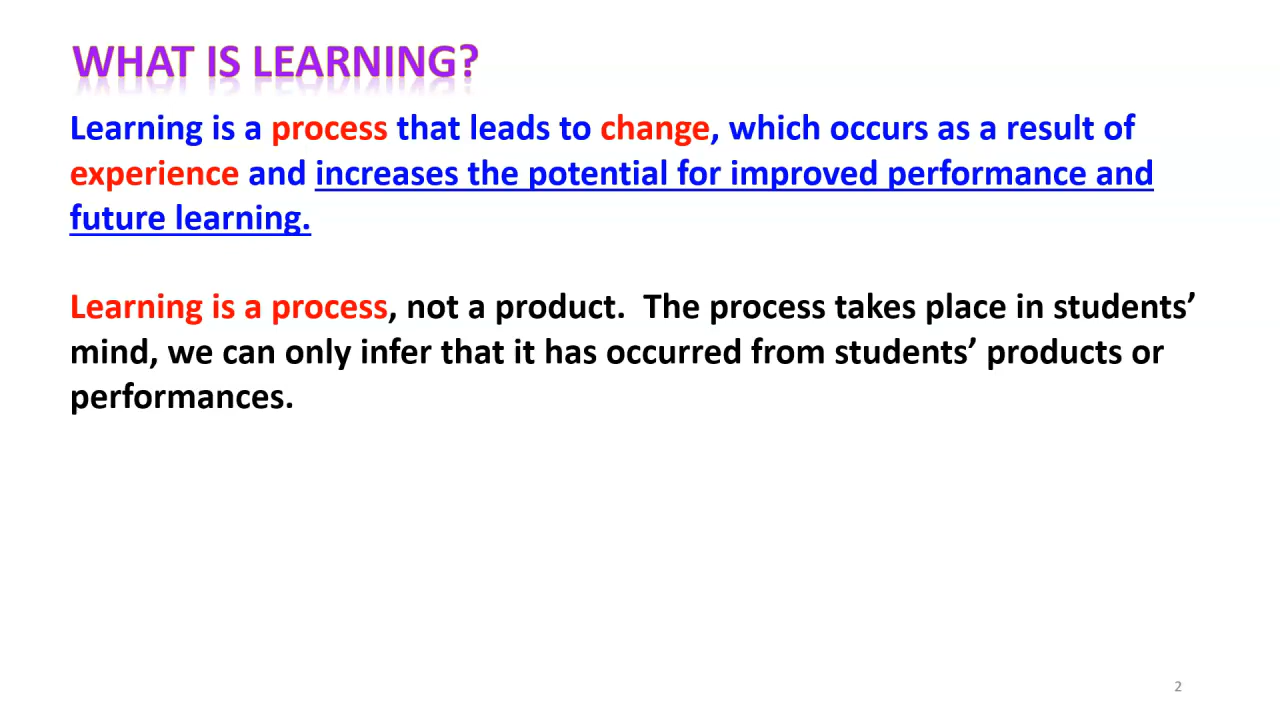 WHAT IS LEARNING?
Learning is a process that leads to change, which occurs as a result of
experience and increases the potential for improved performance and
future learning.
Learning is a process, not a product.  The process takes place in students’
mind, we can only infer that it has occurred from students’ products or
performances.
2